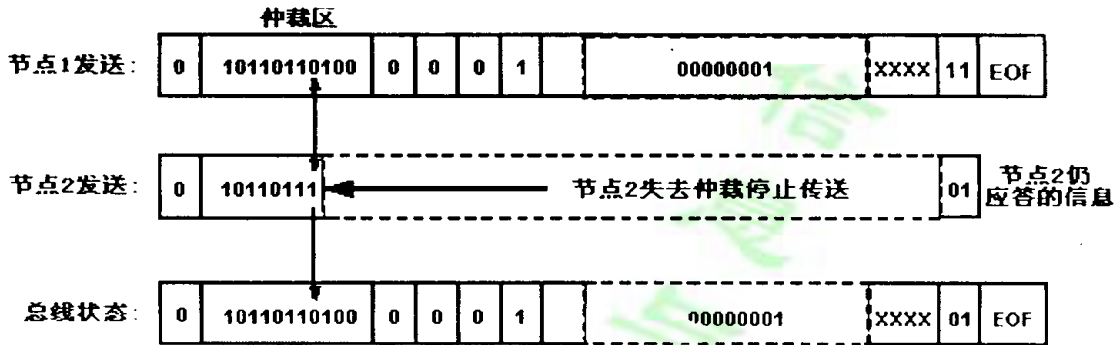 仲裁区
节点1发送: 0 10110110100 0 0 0 1 00000001 XXXX 11 EOF
节点2发送: 0 10110111 节点2失去仲裁停止传送 01 节点2仍
应答的信息
总线状态: 0 10110110100 0 0 0 1 00000001 XXXX 01 EOF